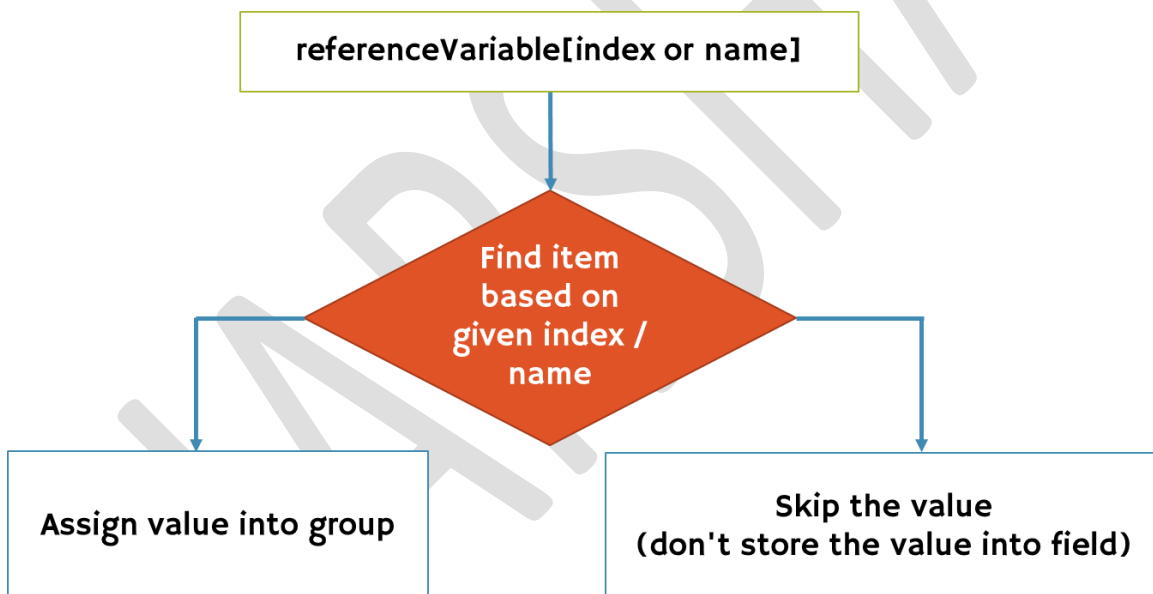 referenceVariable[index or name]
Find item
based on
given index /
name
Assign value into group
Skip the value
(don't store the value into field)